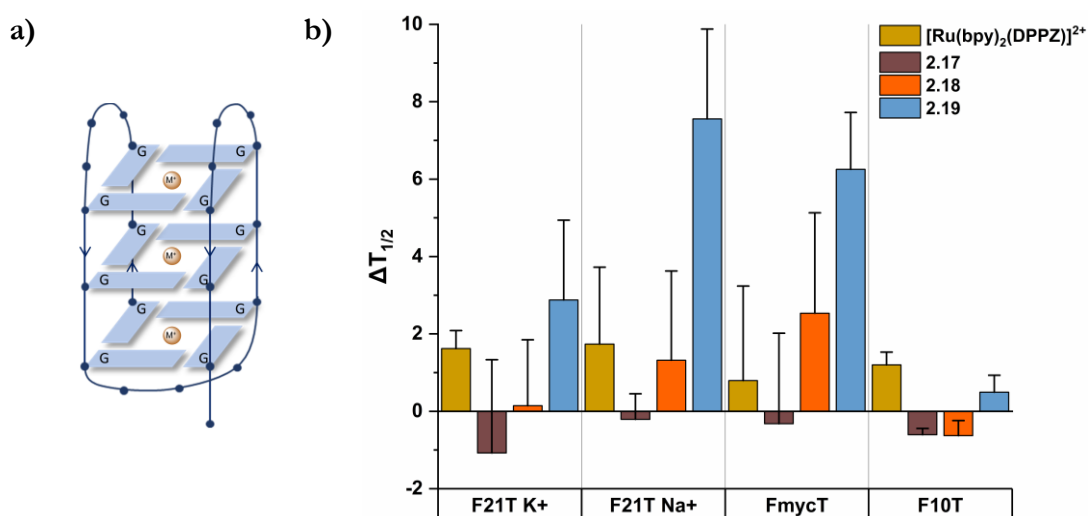 a)
b)
G
G
M⁺
G
G
G
M⁺
G
G
G
M⁺
G
G
ΔT1/2
10
8
6
4
2
0
-2
[Ru(bpy)2(DPPZ)]2+
2.17
2.18
2.19
F21T K+
F21T Na+
FmycT
F10T